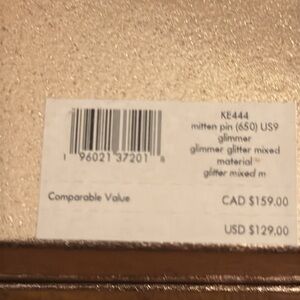 KE444
mitten pin (650) US9
glimmer
glimmer glitter mixed
material™
glitter mixed m
1 96021 37201 8
Comparable Value
CAD $159.00
USD $129.00